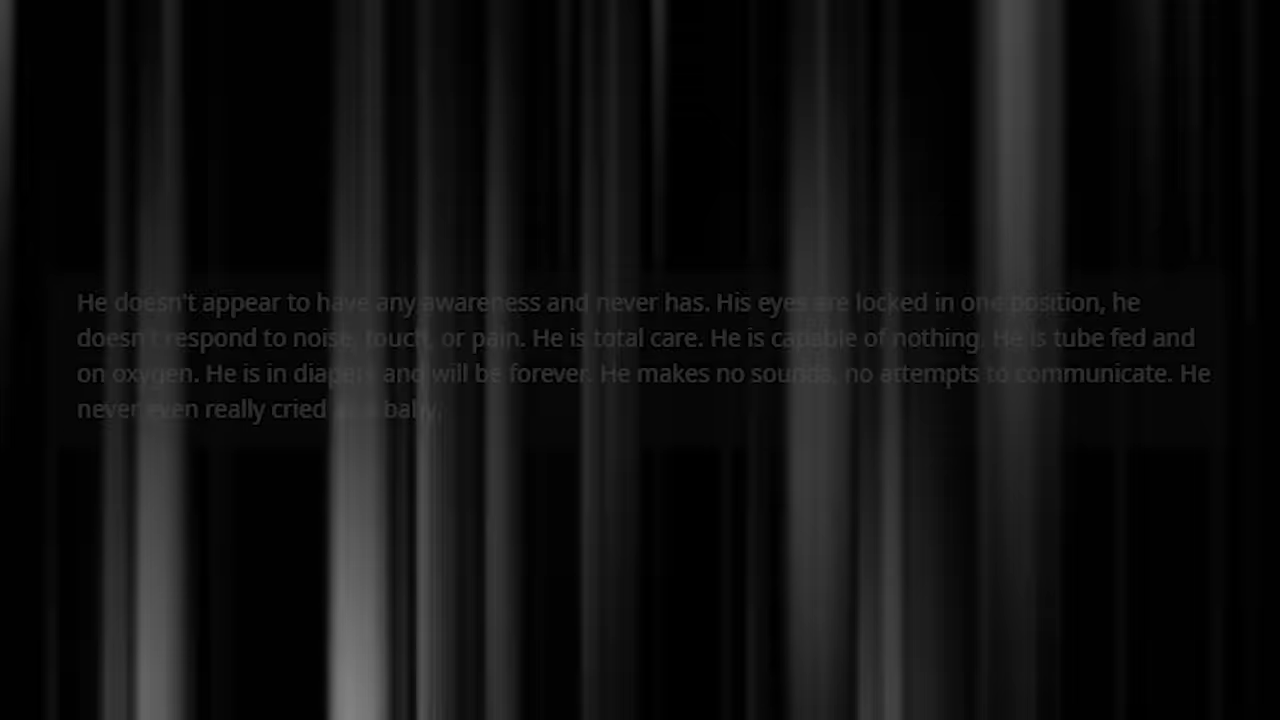 He doesn't appear to have any awareness and never has. His eyes are locked in one position, he
doesn't respond to noise, touch, or pain. He is total care. He is capable of nothing. He is tube fed and
on oxygen. He is in diapers and will be forever. He makes no sounds, no attempts to communicate. He
never even really cried as a baby.